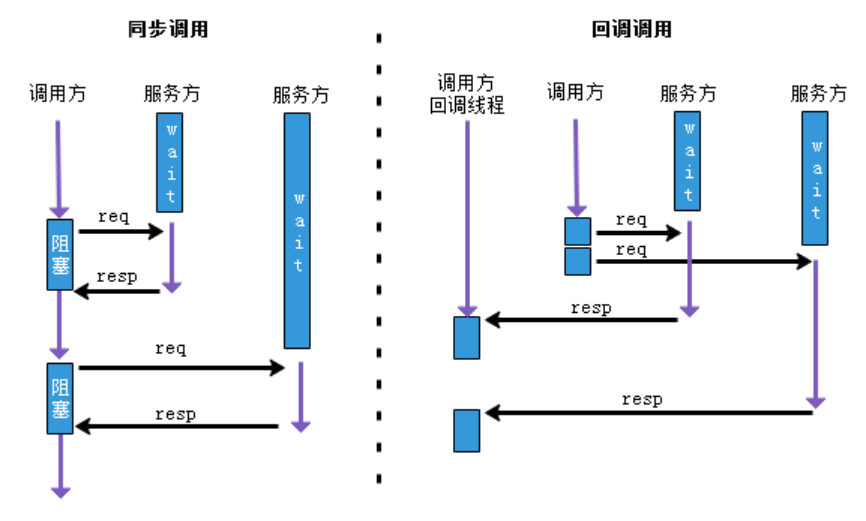 同步调用
调用方
服务方
服务方
wait
wait
req
阻塞
resp
req
阻塞
resp
回调调用
调用方
回调线程
调用方
服务方
服务方
wait
wait
req
req
resp
resp